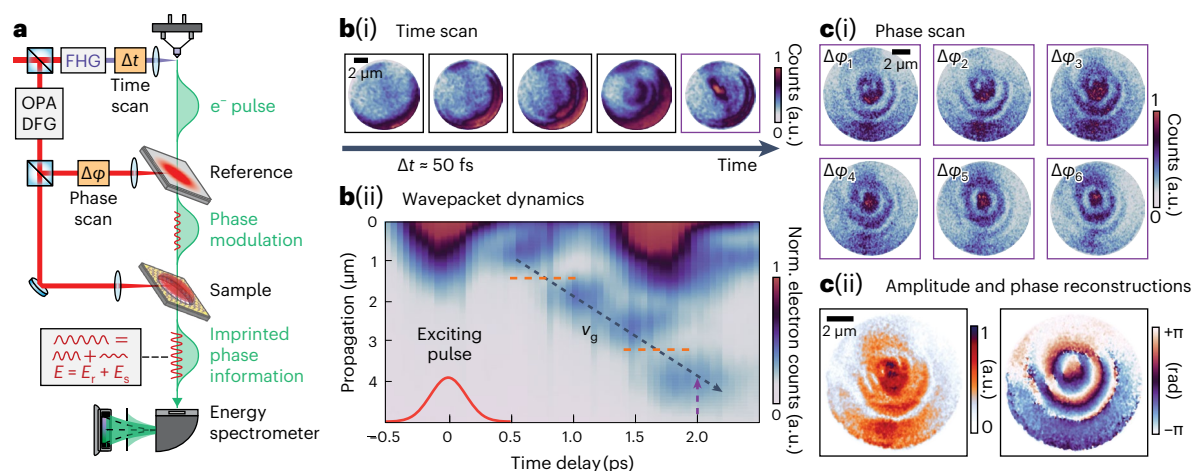 a
FHG
Δt
Time
scan
OPA
DFG
e⁻ pulse
Δφ
Phase
scan
Reference
Phase
modulation
Sample
Imprinted
phase
information
=
+
E = Eᵣ + Eₛ
Energy
spectrometer
b(i) Time scan
2 μm
1
0
Counts (a.u.)
Δt ≈ 50 fs
Time
b(ii) Wavepacket dynamics
0
1
2
3
4
Propagation (μm)
Exciting
pulse
v_g
–0.5
0
0.5
1.0
1.5
2.0
Time delay (ps)
1
0
Norm. electron counts (a.u.)
c(i) Phase scan
Δφ₁
2 μm
Δφ₂
Δφ₃
Δφ₄
Δφ₅
Δφ₆
1
0
Counts (a.u.)
c(ii) Amplitude and phase reconstructions
2 μm
1
0
(a.u.)
+π
–π
(rad)